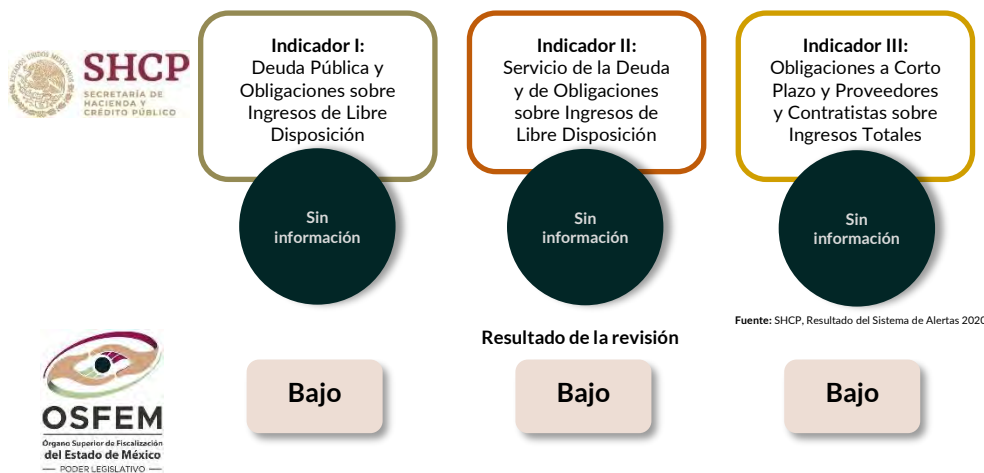 SHCP
SECRETARÍA DE
HACIENDA Y
CRÉDITO PÚBLICO
Indicador I:
Deuda Pública y
Obligaciones sobre
Ingresos de Libre
Disposición
Indicador II:
Servicio de la Deuda
y de Obligaciones
sobre Ingresos de
Libre Disposición
Indicador III:
Obligaciones a Corto
Plazo y Proveedores
y Contratistas sobre
Ingresos Totales
Sin
información
Sin
información
Sin
información
Fuente: SHCP, Resultado del Sistema de Alertas 2020
Resultado de la revisión
OSFEM
Órgano Superior de Fiscalización
del Estado de México
PODER LEGISLATIVO
Bajo
Bajo
Bajo